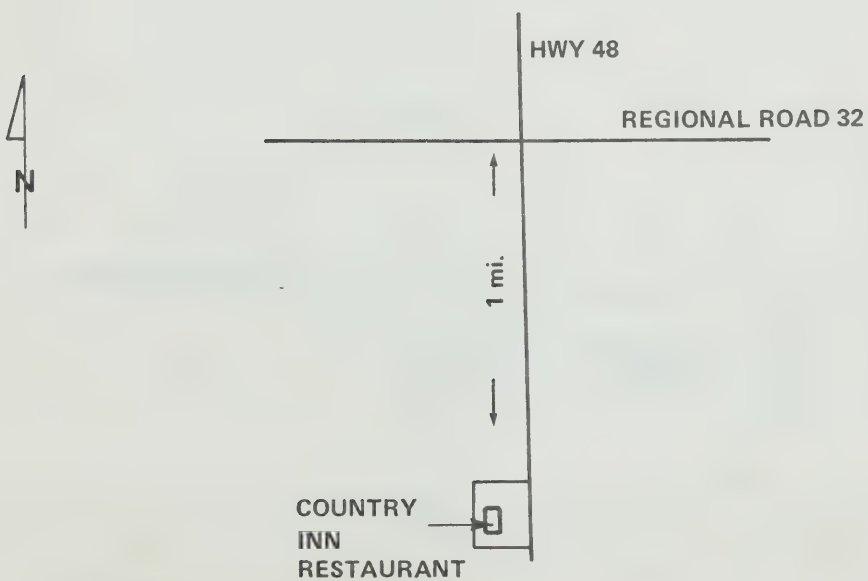 HWY 48
REGIONAL ROAD 32
N
1 mi.
COUNTRY
INN
RESTAURANT